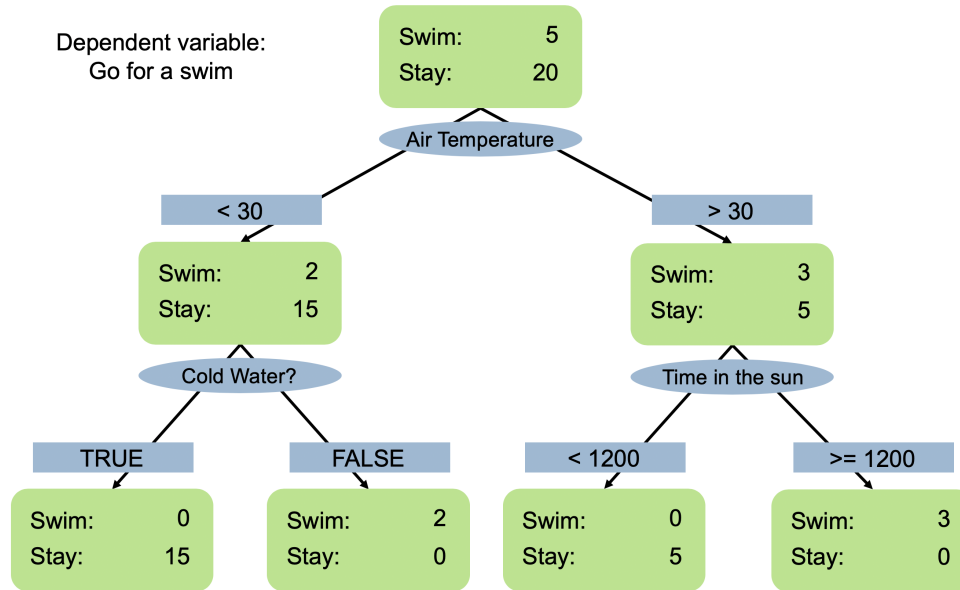 Dependent variable:
Go for a swim
Swim: 5
Stay: 20
Air Temperature
< 30
> 30
Swim: 2
Stay: 15
Swim: 3
Stay: 5
Cold Water?
Time in the sun
TRUE
FALSE
< 1200
>= 1200
Swim: 0
Stay: 15
Swim: 2
Stay: 0
Swim: 0
Stay: 5
Swim: 3
Stay: 0